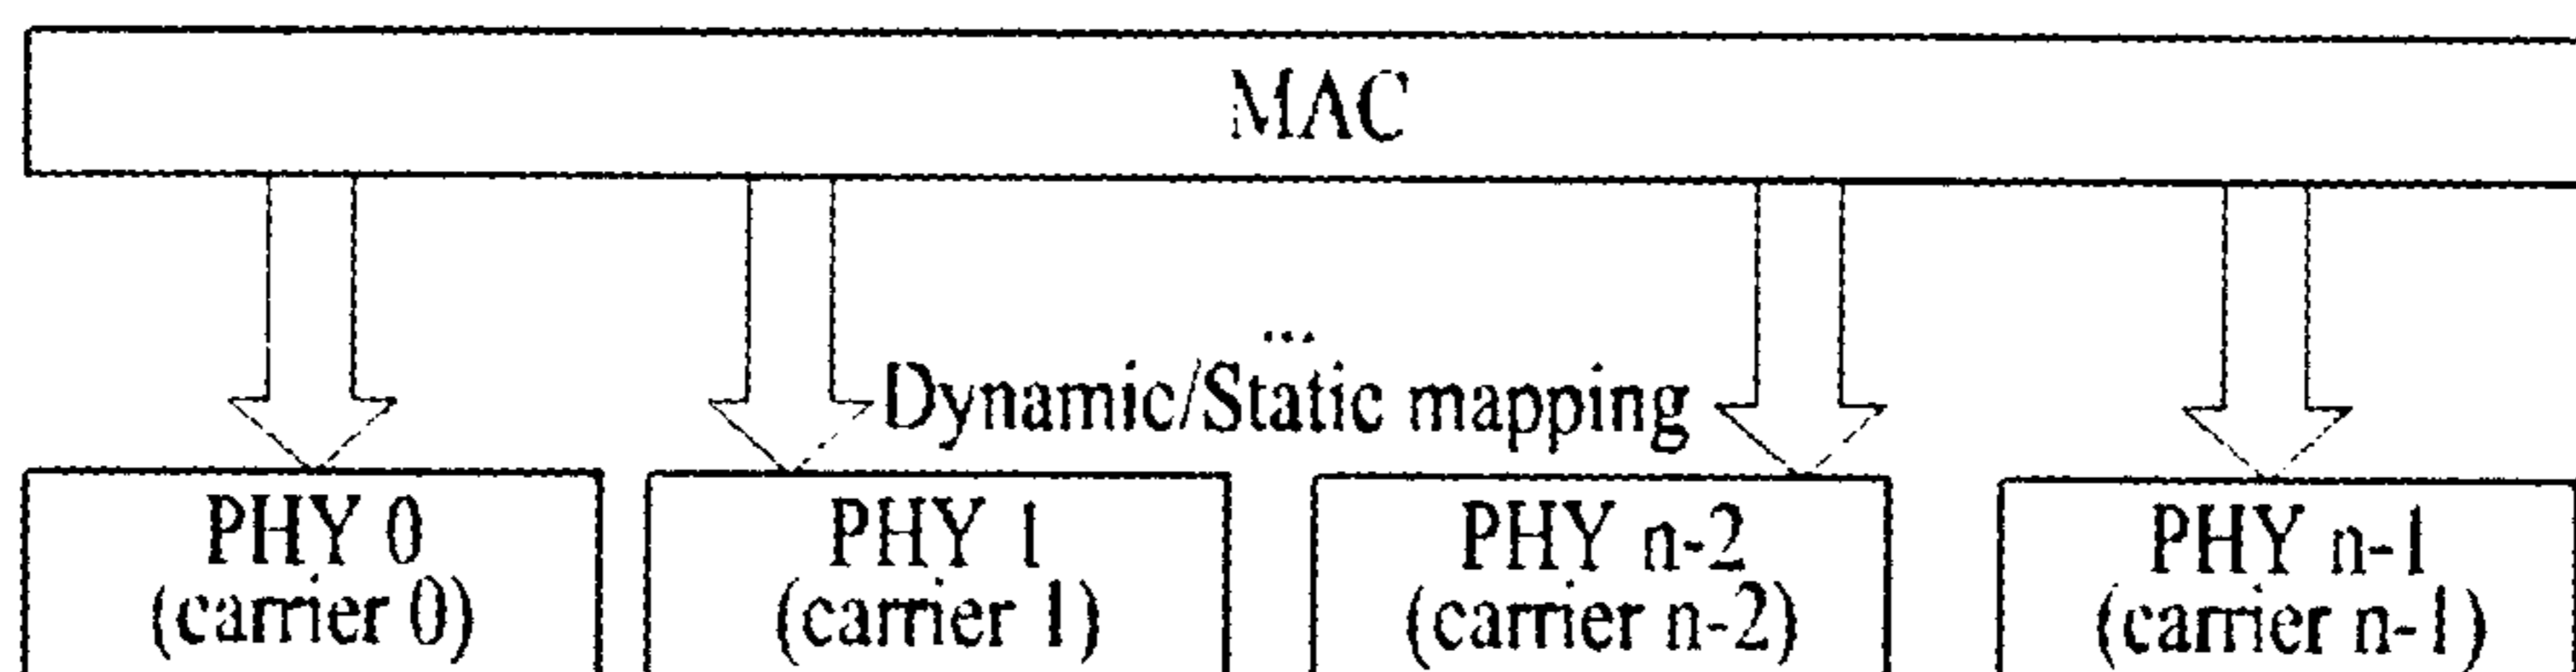 MAC
...
Dynamic/Static mapping
PHY 0
(carrier 0)
PHY 1
(carrier 1)
PHY n-2
(carrier n-2)
PHY n-1
(carrier n-1)